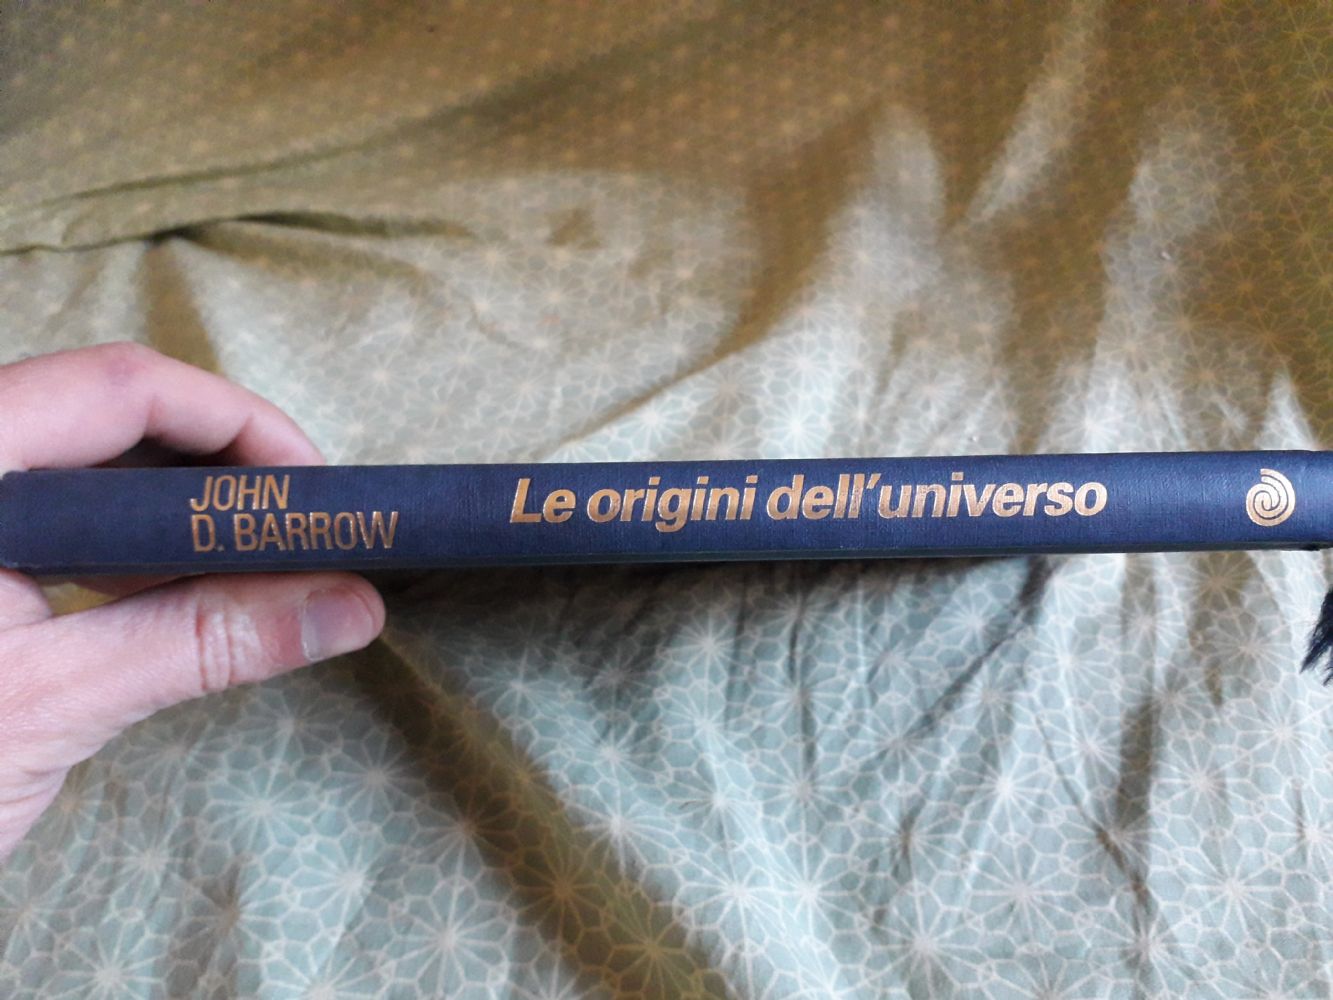 JOHN
D. BARROW
Le origini dell'universo